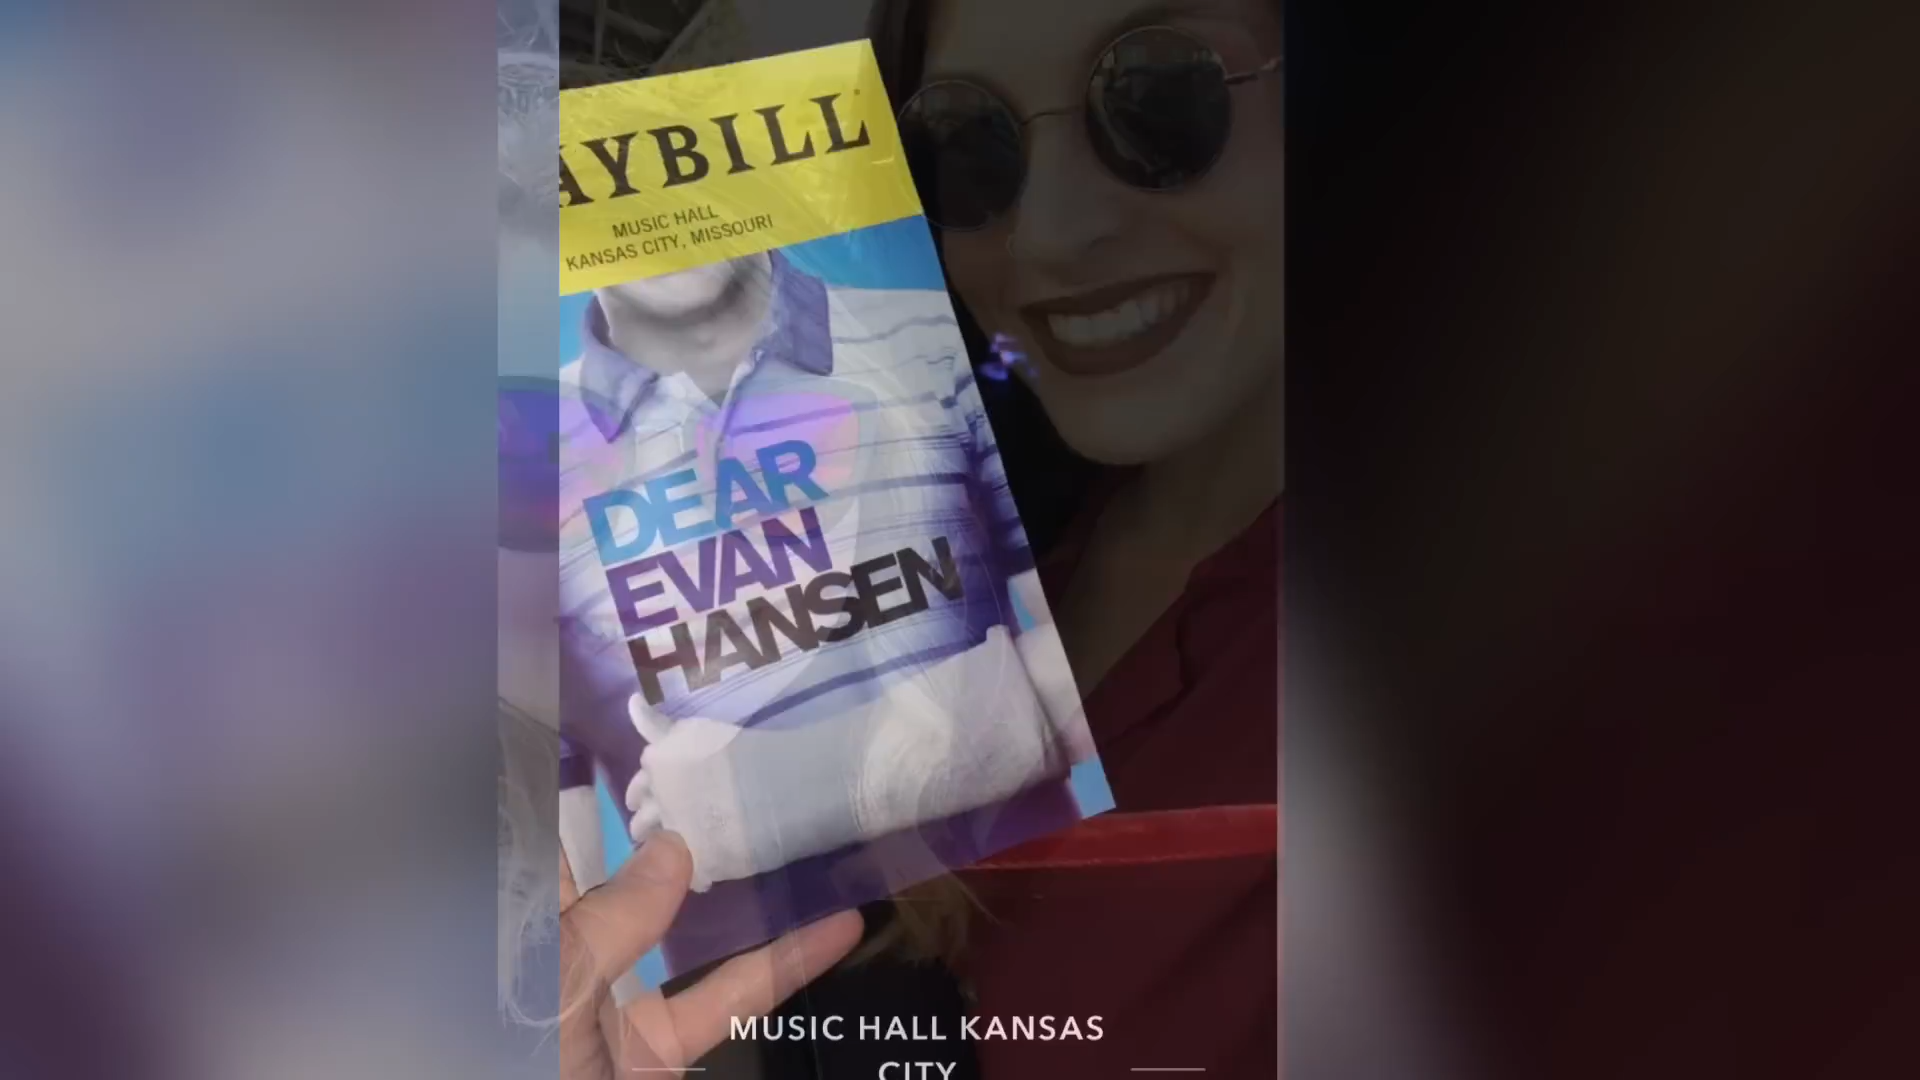 AYBILL
MUSIC HALL
KANSAS CITY, MISSOURI
DEAR
EVAN
HANSEN
MUSIC HALL KANSAS
CITY